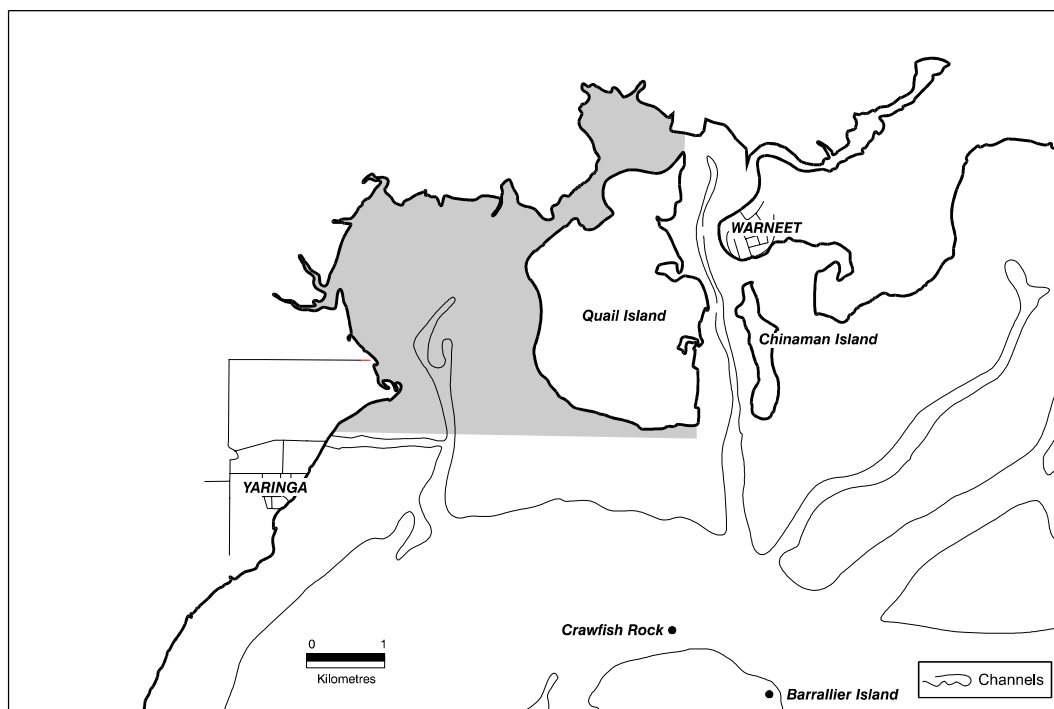 WARNEET
Quail Island
Chinaman Island
YARINGA
Crawfish Rock
0 1
Kilometres
Channels
Barrallier Island